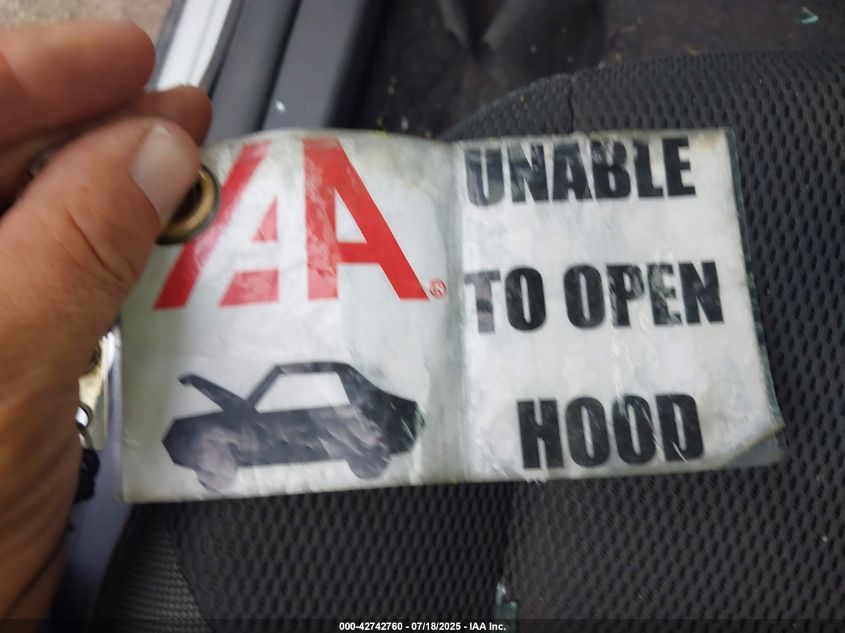 IAA®
UNABLE
TO OPEN
HOOD
000-42742760 - 07/18/2025 - IAA Inc.